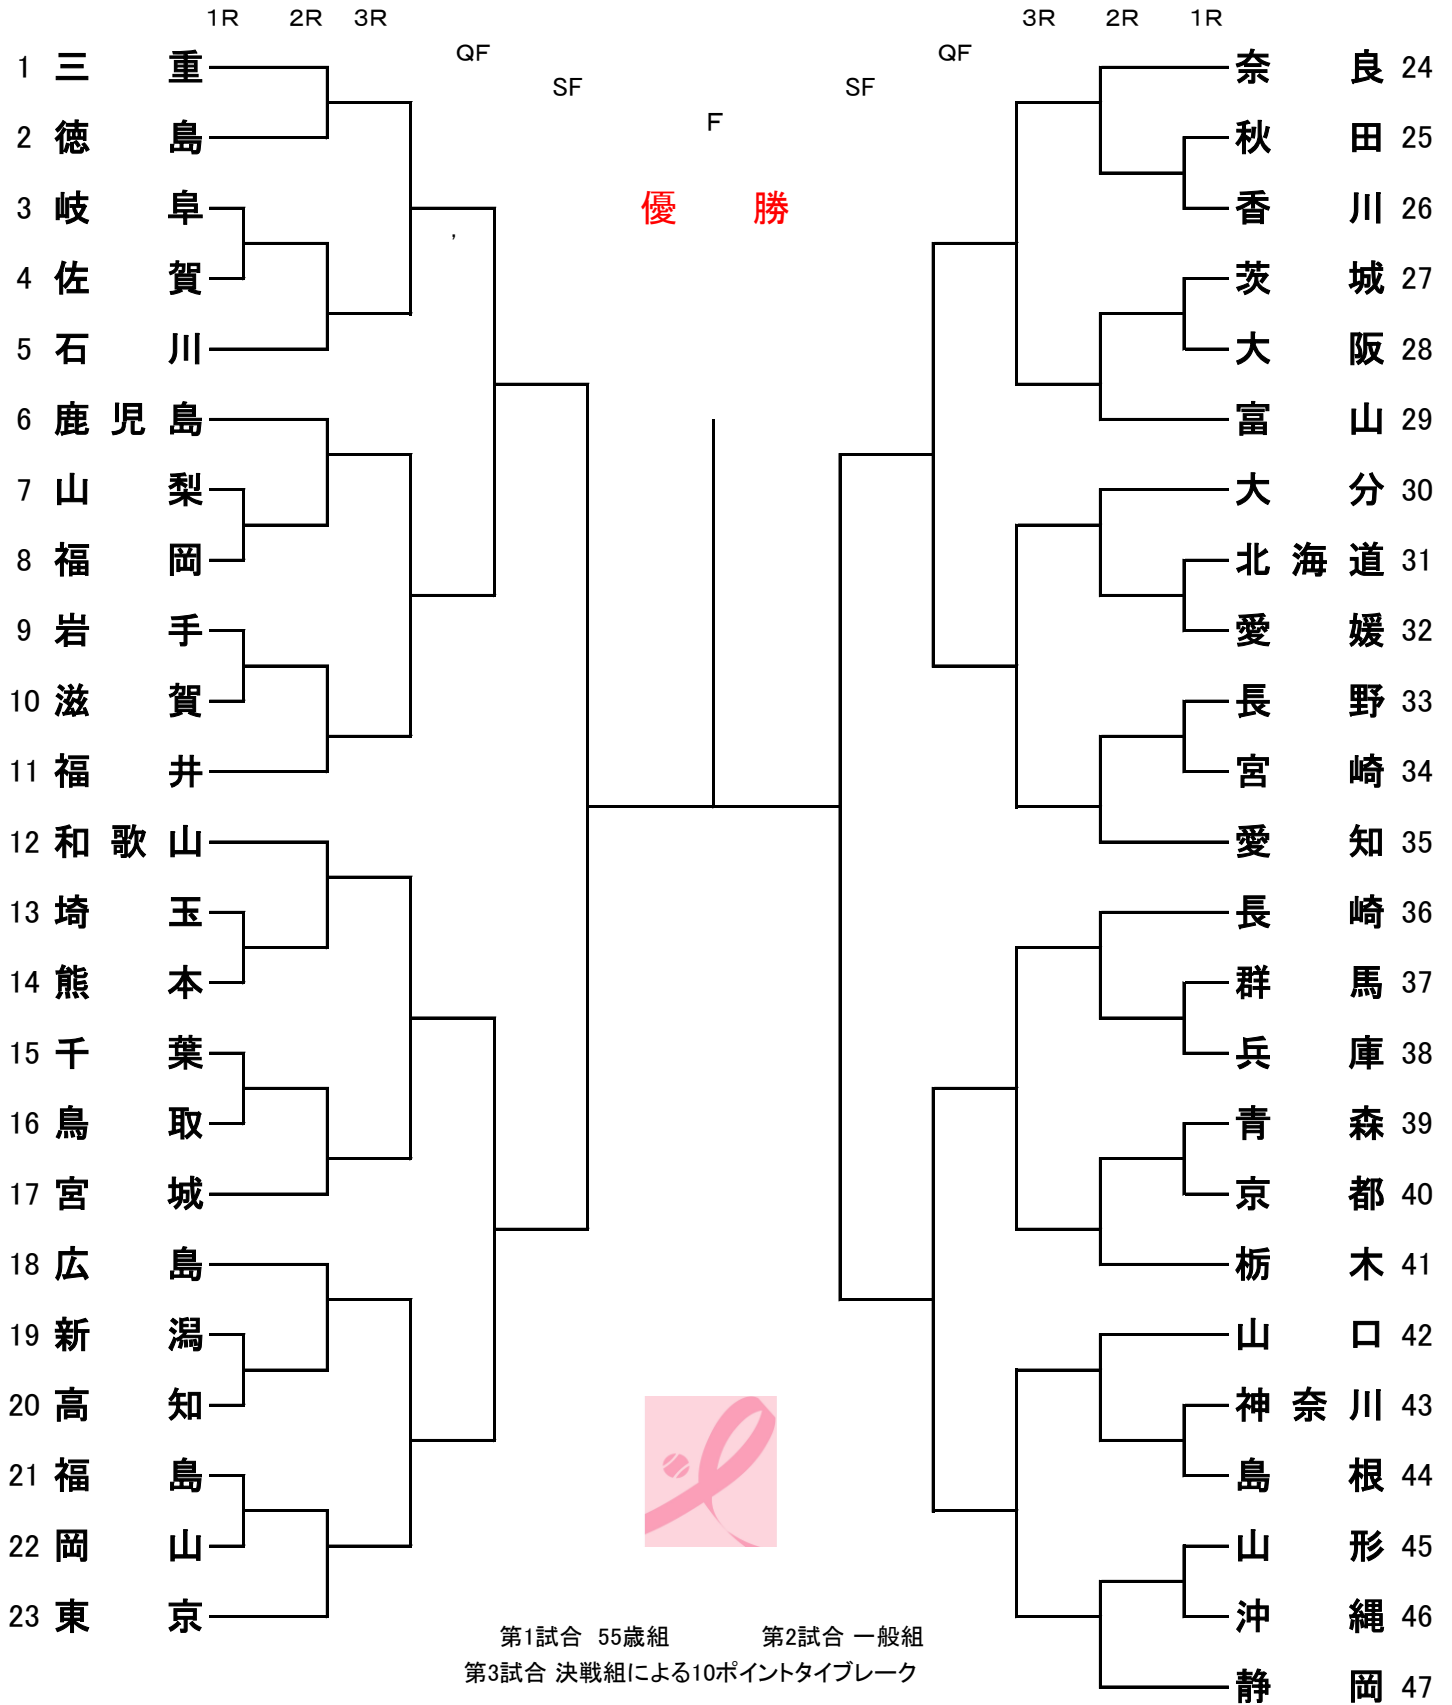 1R 2R 3R
QF
SF
F
SF
QF
3R 2R 1R
優 勝
1 三 重
2 徳 島
3 岐 阜
,
4 佐 賀
5 石 川
6 鹿 児 島
7 山 梨
8 福 岡
9 岩 手
10 滋 賀
11 福 井
12 和 歌 山
13 埼 玉
14 熊 本
15 千 葉
16 鳥 取
17 宮 城
18 広 島
19 新 潟
20 高 知
21 福 島
22 岡 山
23 東 京
奈 良 24
秋 田 25
香 川 26
茨 城 27
大 阪 28
富 山 29
大 分 30
北 海 道 31
愛 媛 32
長 野 33
宮 崎 34
愛 知 35
長 崎 36
群 馬 37
兵 庫 38
青 森 39
京 都 40
栃 木 41
山 口 42
神 奈 川 43
島 根 44
山 形 45
沖 縄 46
静 岡 47
第1試合 55歳組 第2試合 一般組
第3試合 決戦組による10ポイントタイブレーク